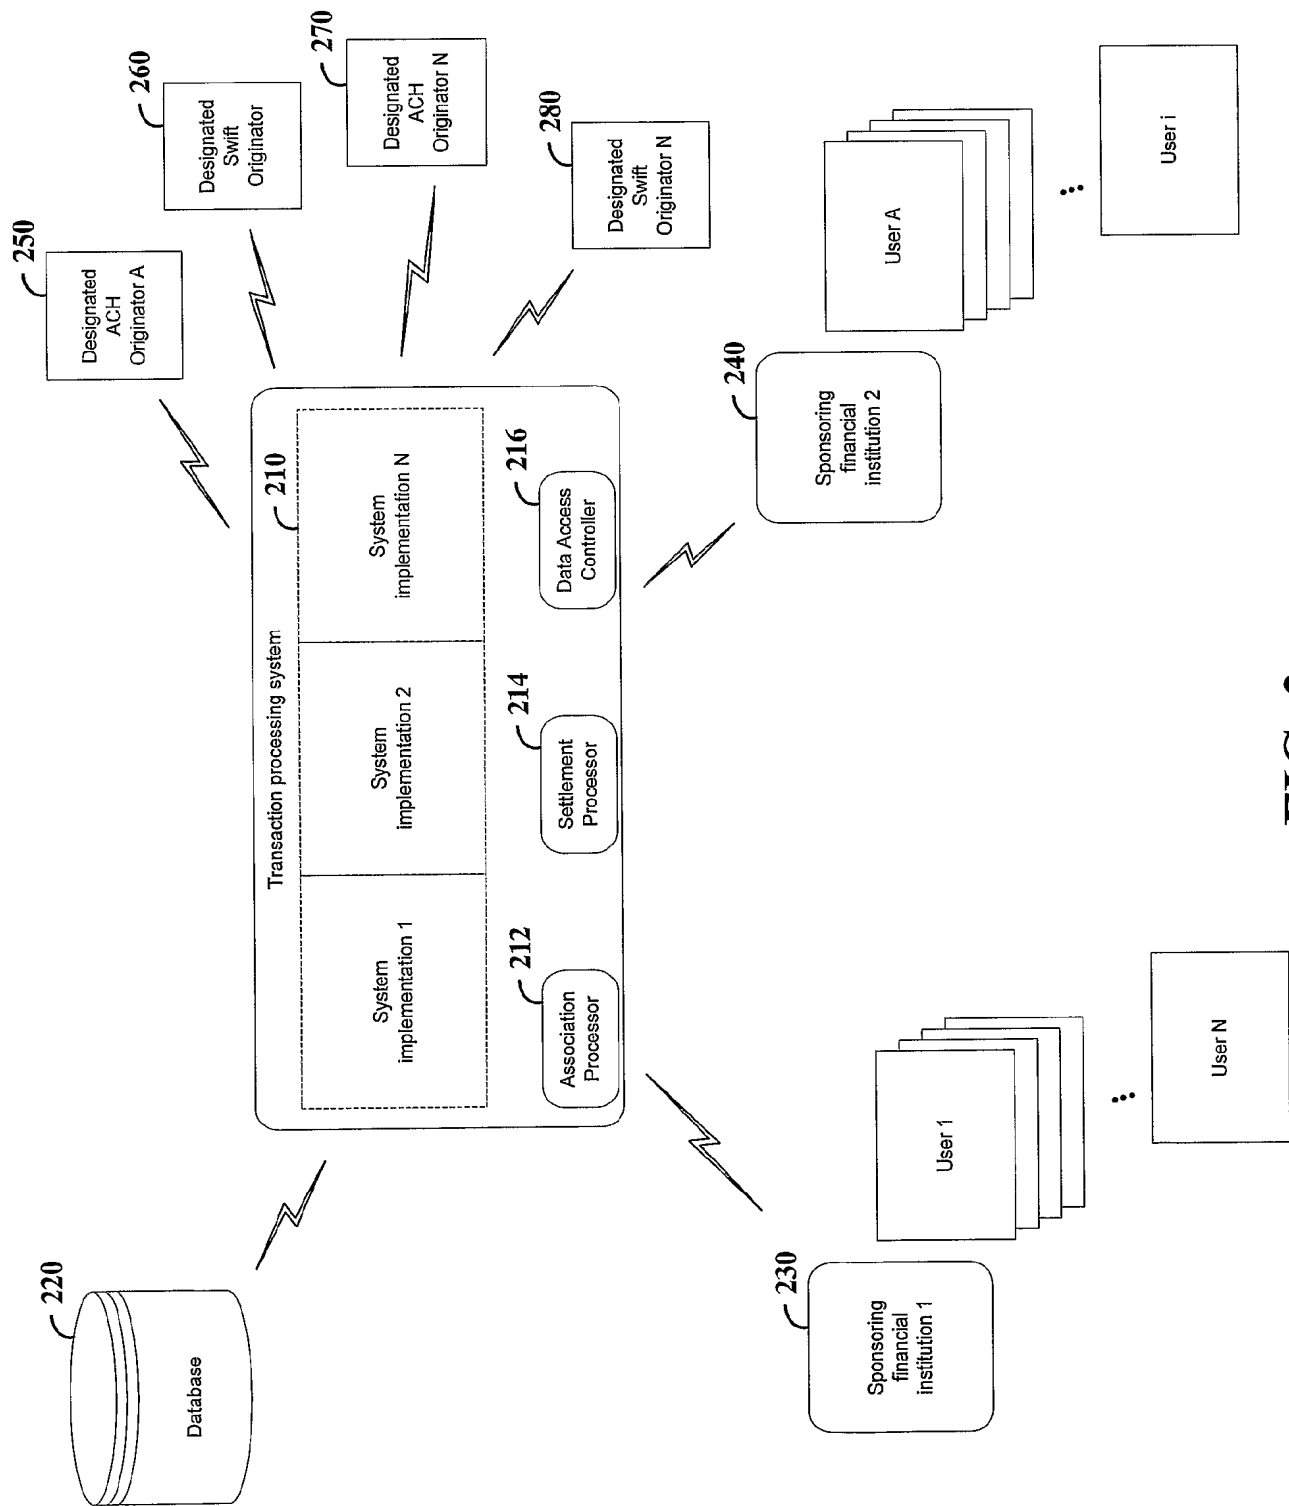 220
Database
250
Designated
ACH
Originator A
260
Designated
Swift
Originator
270
Designated
ACH
Originator N
280
Designated
Swift
Originator N
Transaction processing system
210
System
implementation 1
System
implementation 2
System
implementation N
212
Association
Processor
214
Settlement
Processor
216
Data Access
Controller
230
Sponsoring
financial
institution 1
User 1
User N
240
Sponsoring
financial
institution 2
User A
User i